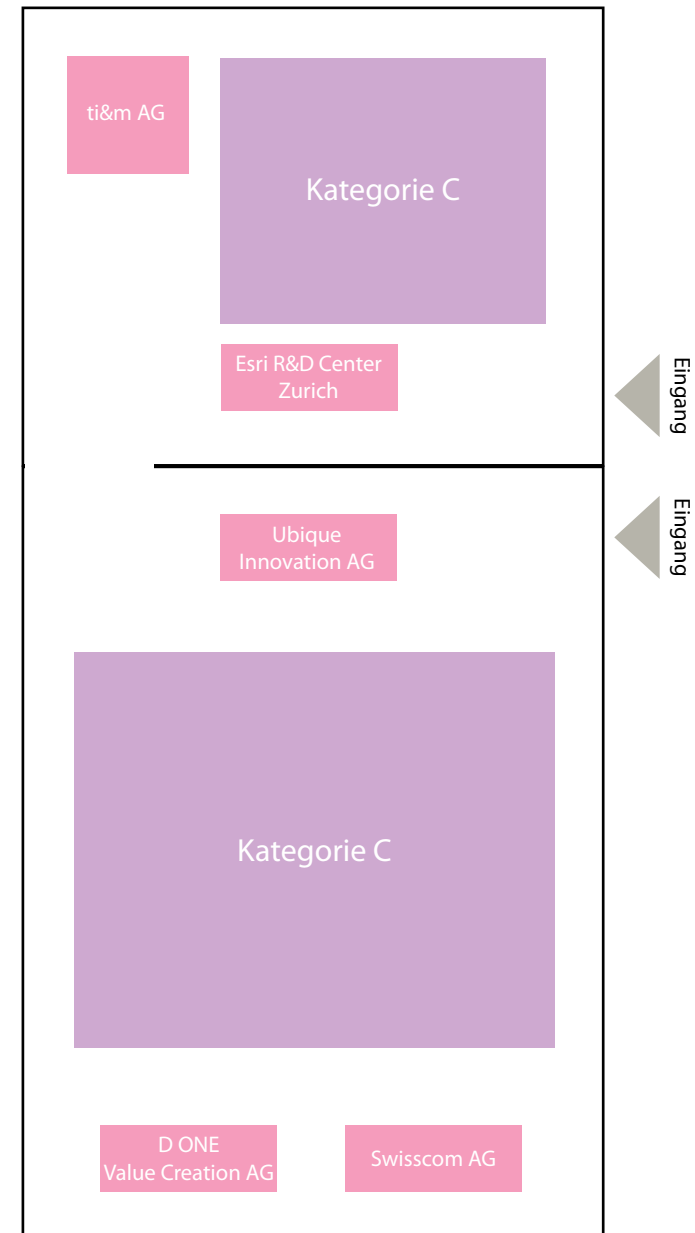 ti&m AG
Kategorie C
Esri R&D Center
Zurich
Eingang
Eingang
Ubique
Innovation AG
Kategorie C
D ONE
Value Creation AG
Swisscom AG